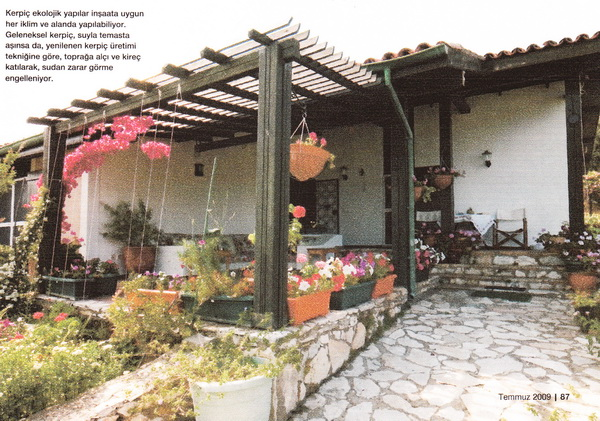 Kerpiç ekolojik yapılar inşaata uygun
her iklim ve alanda yapılabiliyor.
Geleneksel kerpiç, suyla temasta
aşınsa da, yenilenen kerpiç üretimi
tekniğine göre, toprağa alçı ve kireç
katılarak, sudan zarar görme
engelleniyor.
Temmuz 2009 | 87